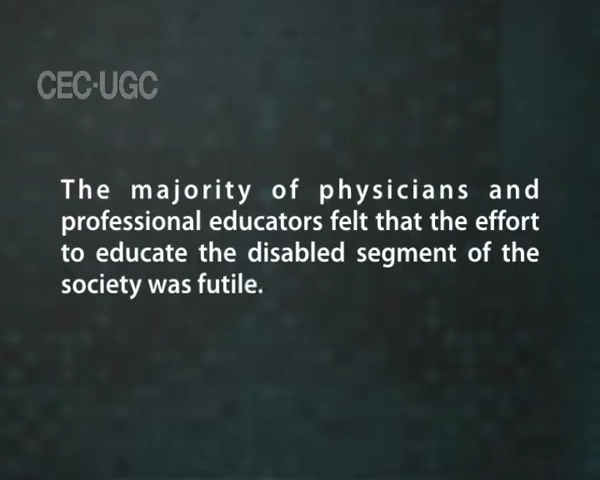 CEC·UGC
The majority of physicians and
professional educators felt that the effort
to educate the disabled segment of the
society was futile.